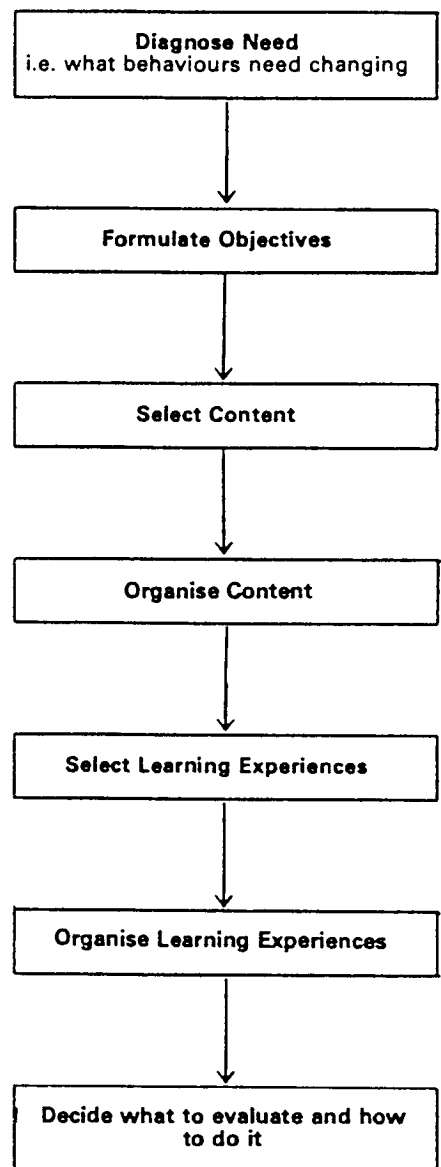 Diagnose Need
i.e. what behaviours need changing
Formulate Objectives
Select Content
Organise Content
Select Learning Experiences
Organise Learning Experiences
Decide what to evaluate and how
to do it